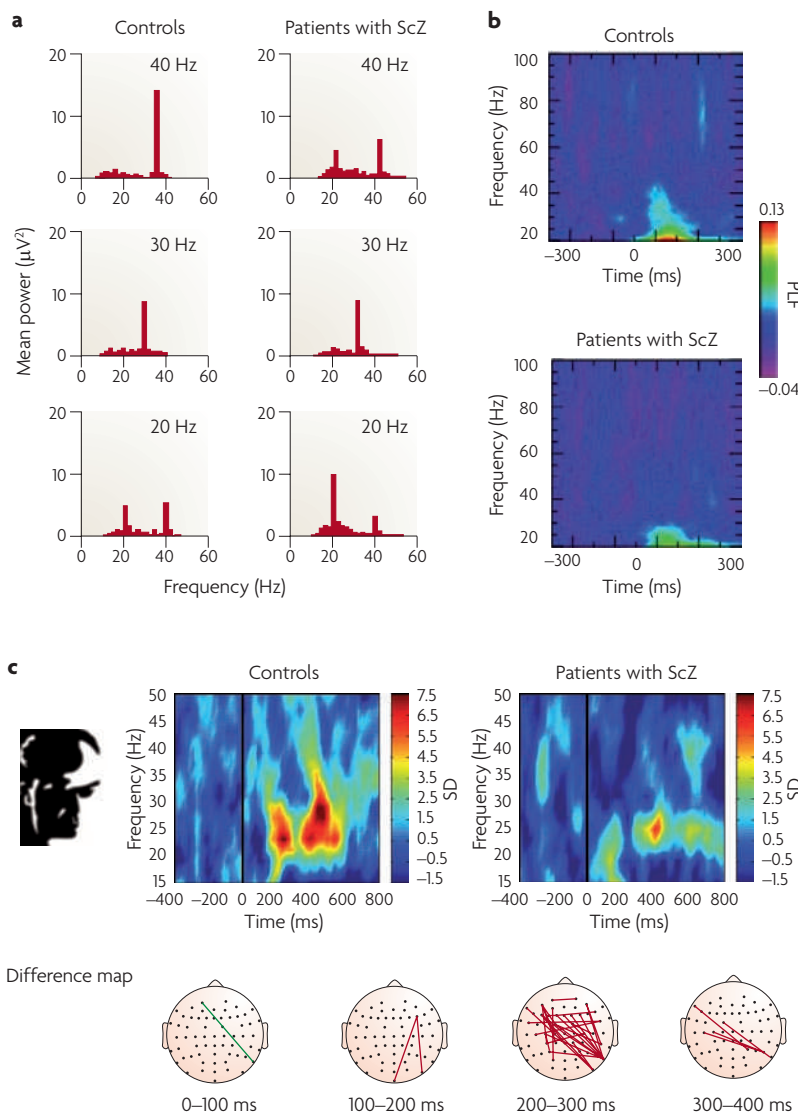 a
Controls
Patients with ScZ
20
10
0
40 Hz
0 20 40 60
20
10
0
40 Hz
0 20 40 60
20
10
0
30 Hz
0 20 40 60
20
10
0
30 Hz
0 20 40 60
20
10
0
20 Hz
0 20 40 60
20
10
0
20 Hz
0 20 40 60
Mean power (μV²)
Frequency (Hz)
b
Controls
100
80
60
40
20
Frequency (Hz)
−300 0 300
Time (ms)
Patients with ScZ
100
80
60
40
20
Frequency (Hz)
−300 0 300
Time (ms)
0.13
PLF
−0.04
c
Controls
50
45
40
35
30
25
20
15
Frequency (Hz)
−400 −200 0 200 400 600 800
Time (ms)
7.5
6.5
5.5
4.5
3.5
2.5
1.5
0.5
−0.5
−1.5
SD
Patients with ScZ
50
45
40
35
30
25
20
15
Frequency (Hz)
−400 −200 0 200 400 600 800
Time (ms)
7.5
6.5
5.5
4.5
3.5
2.5
1.5
0.5
−0.5
−1.5
SD
Difference map
0–100 ms
100–200 ms
200–300 ms
300–400 ms